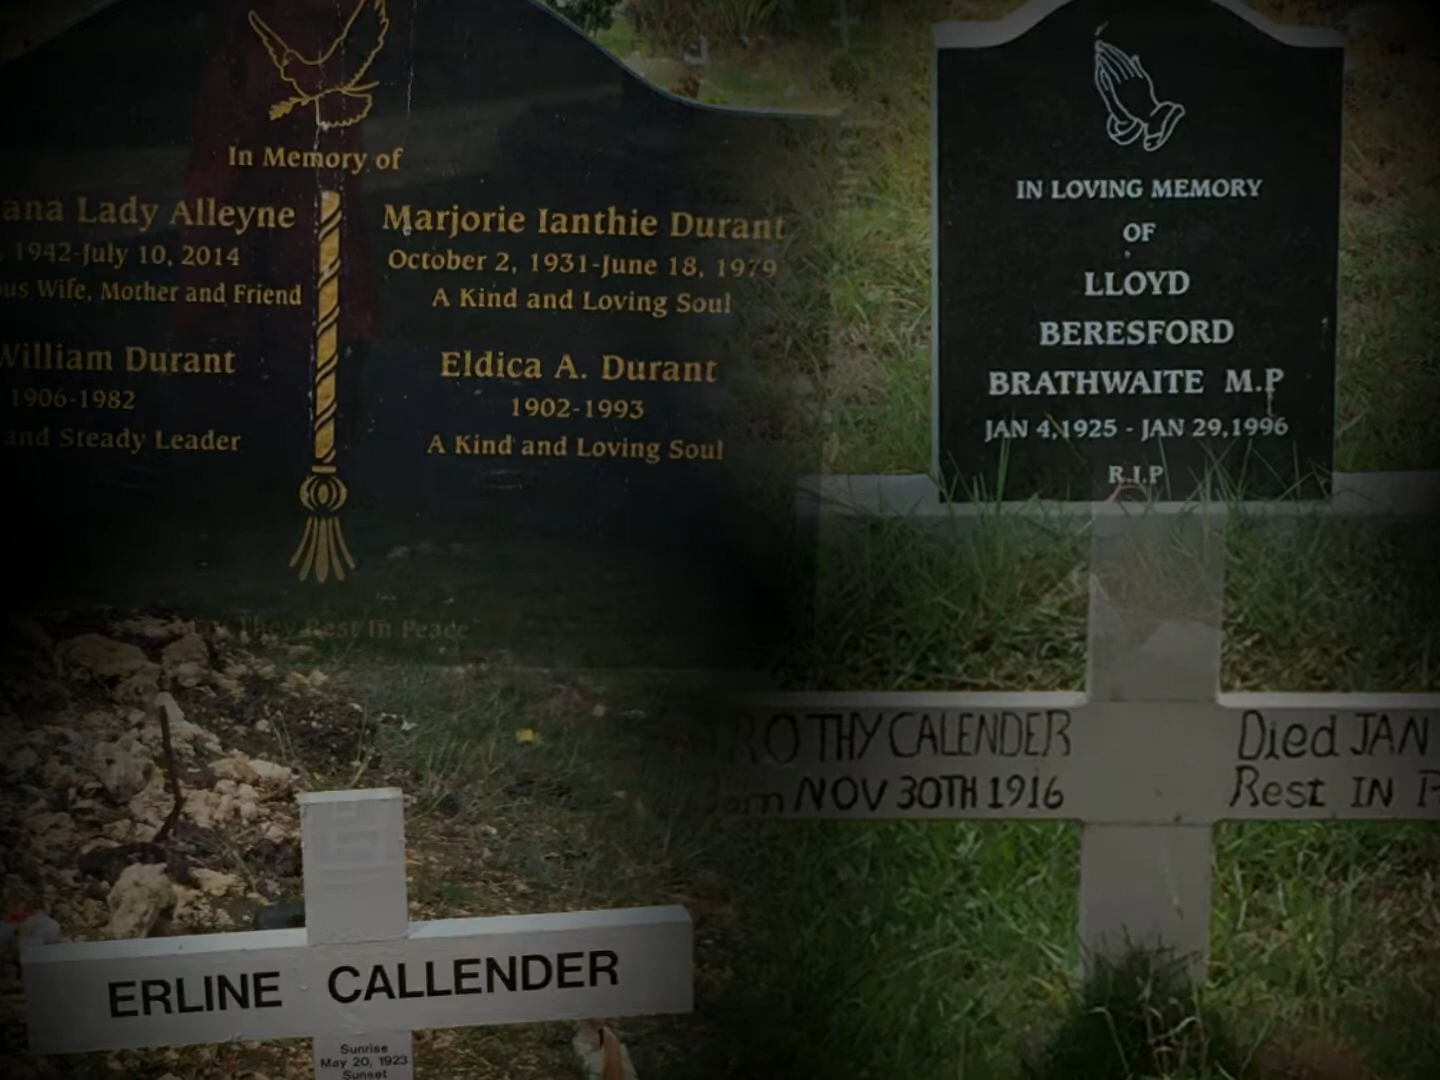 In Memory of
Lady Alleyne
1942-July 10, 2014
Wife, Mother and Friend
William Durant
1906-1982
and Steady Leader
Marjorie Ianthie Durant
October 2, 1931-June 18, 1979
A Kind and Loving Soul
Eldica A. Durant
1902-1993
A Kind and Loving Soul
They Rest In Peace
IN LOVING MEMORY
OF
LLOYD
BERESFORD
BRATHWAITE M.P
JAN 4,1925 - JAN 29,1996
R.I.P
CALENDER
NOV 30TH 1916
Died JAN
Rest IN
ERLINE CALLENDER
Sunrise
May 20, 1923
Sunset